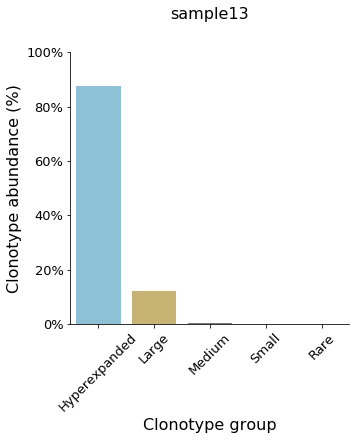 sample13
100%
80%
60%
40%
20%
0%
Clonotype abundance (%)
Hyperexpanded
Large
Medium
Small
Rare
Clonotype group